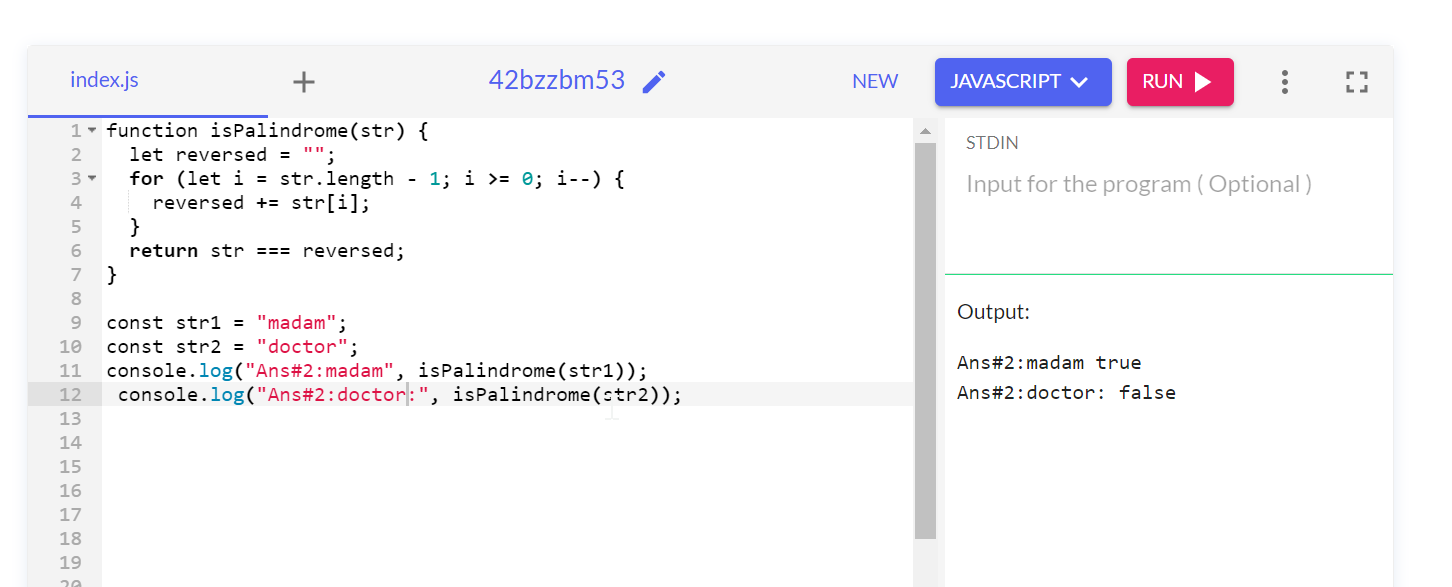 index.js + 42bzzbm53 NEW JAVASCRIPT RUN
1 function isPalindrome(str) {
2   let reversed = "";
3   for (let i = str.length - 1; i >= 0; i--) {
4     reversed += str[i];
5   }
6   return str === reversed;
7 }
8
9 const str1 = "madam";
10 const str2 = "doctor";
11 console.log("Ans#2:madam", isPalindrome(str1));
12  console.log("Ans#2:doctor:", isPalindrome(str2));
13
14
15
16
17
18
19
20
STDIN
Input for the program ( Optional )
Output:
Ans#2:madam true
Ans#2:doctor: false